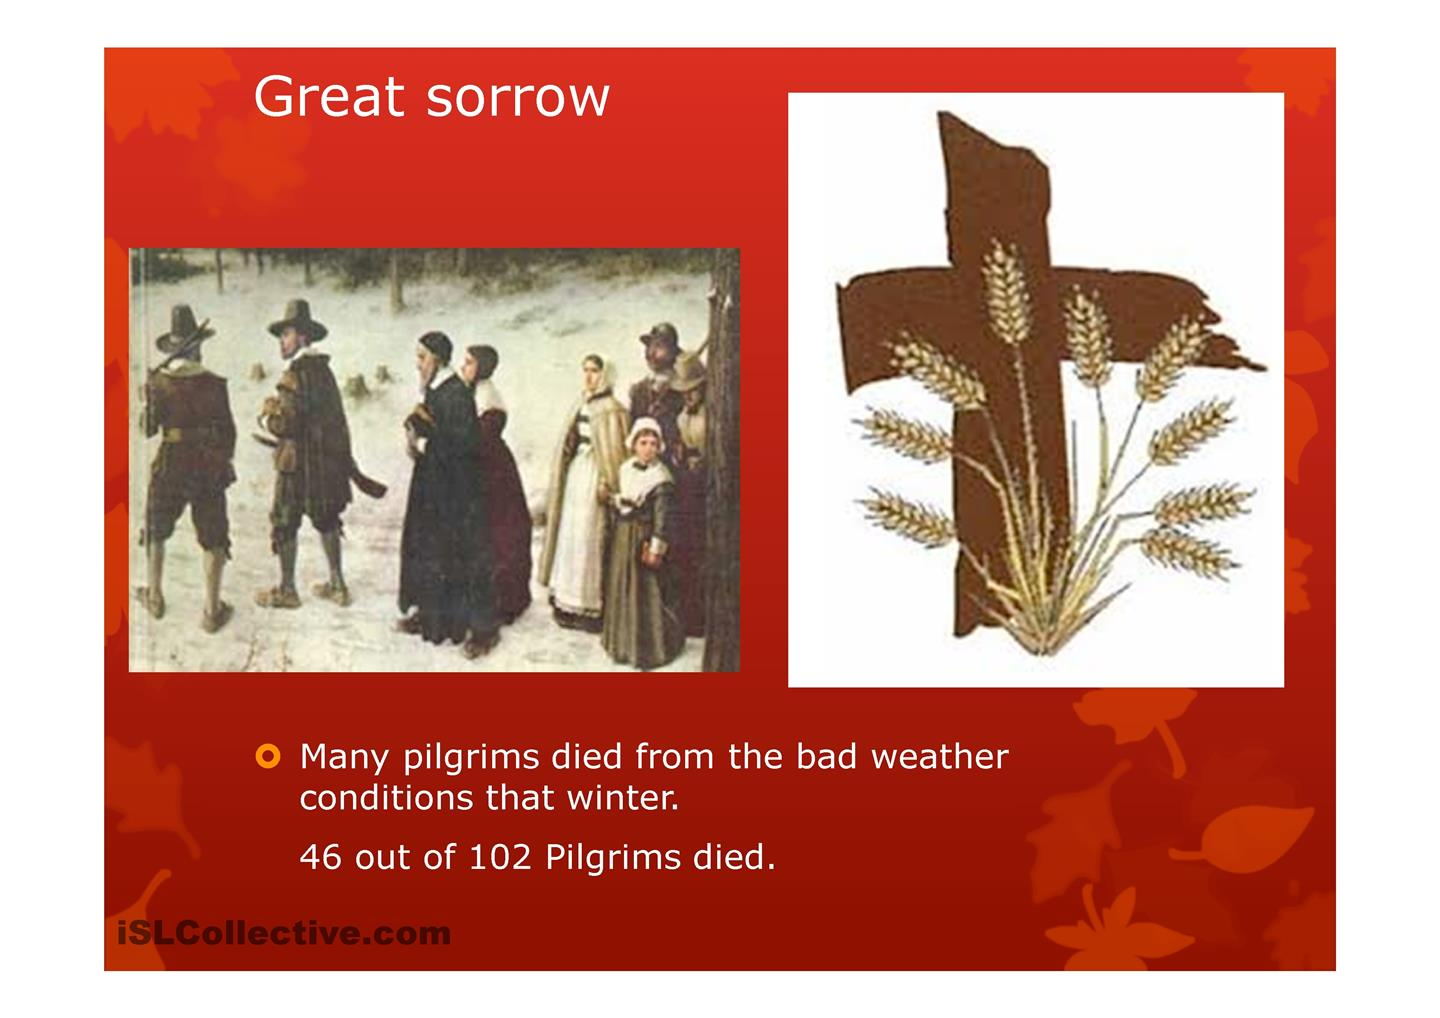 Great sorrow
Many pilgrims died from the bad weather
conditions that winter.
46 out of 102 Pilgrims died.
iSLCollective.com